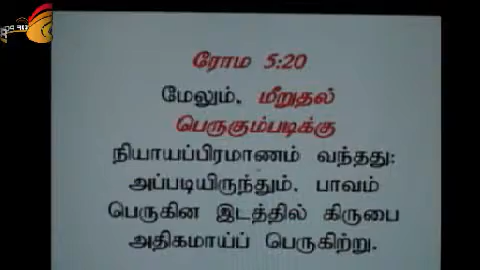 ரோம 5:20
மேலும், மீறுதல்
பெருகும்படிக்கு
நியாயப்பிரமாணம் வந்தது:
அப்படியிருந்தும், பாவம்
பெருகின இடத்தில் கிருபை
அதிகமாய்ப் பெருகிற்று.